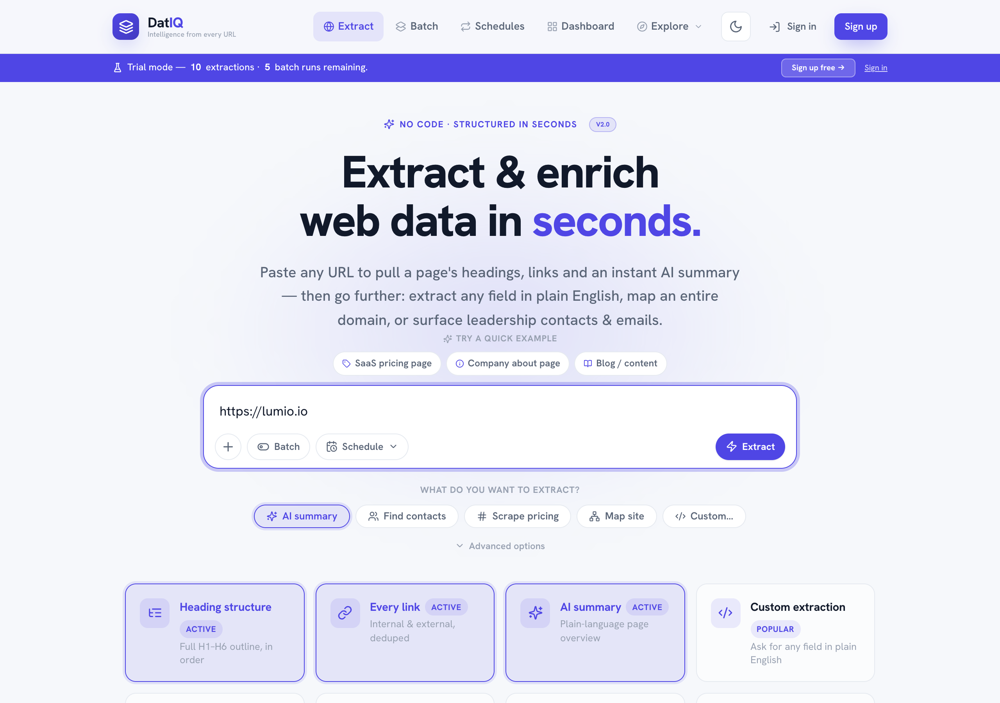 DatIQ
Intelligence from every URL
Extract
Batch
Schedules
Dashboard
Explore
Sign in
Sign up
Trial mode — 10 extractions · 5 batch runs remaining.
Sign up free →
Sign in
NO CODE · STRUCTURED IN SECONDS
V2.0
Extract & enrich
web data in seconds.
Paste any URL to pull a page's headings, links and an instant AI summary
— then go further: extract any field in plain English, map an entire
domain, or surface leadership contacts & emails.
TRY A QUICK EXAMPLE
SaaS pricing page
Company about page
Blog / content
https://lumio.io
Batch
Schedule
Extract
WHAT DO YOU WANT TO EXTRACT?
AI summary
Find contacts
Scrape pricing
Map site
Custom...
Advanced options
Heading structure
ACTIVE
Full H1–H6 outline, in
order
Every link ACTIVE
Internal & external,
deduped
AI summary ACTIVE
Plain-language page
overview
Custom extraction
POPULAR
Ask for any field in plain
English